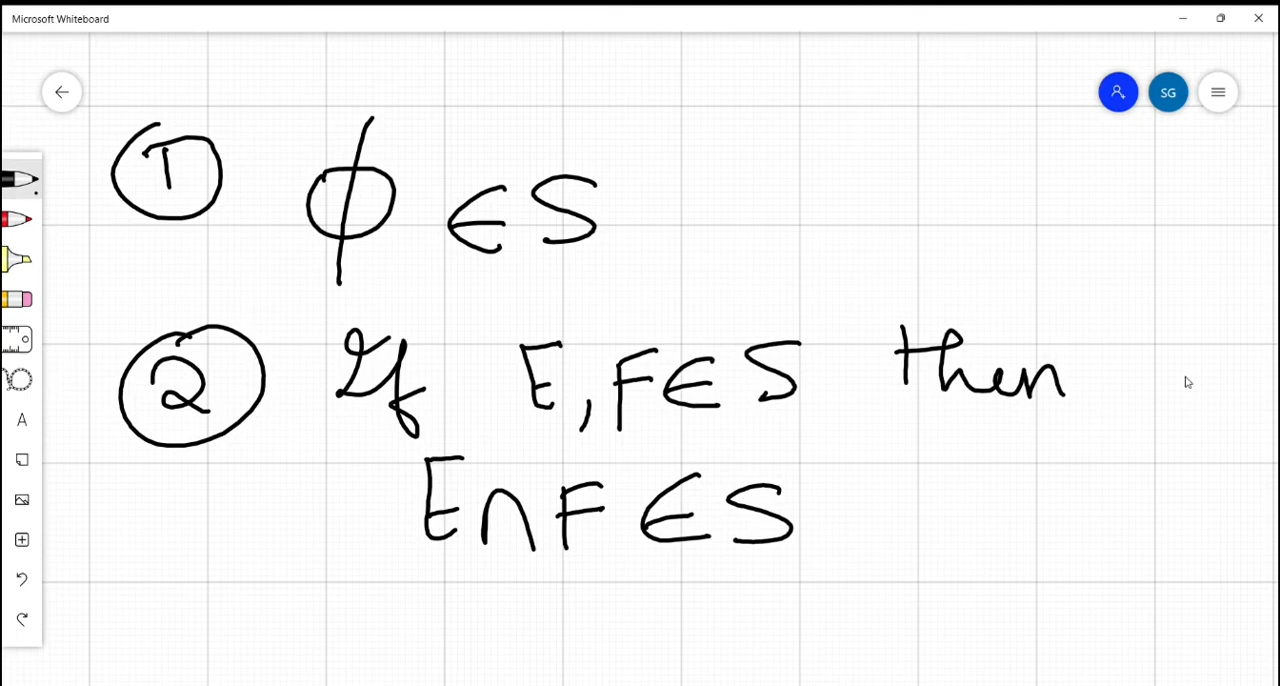 Microsoft Whiteboard
SG
① ϕ ∈ S
② If E, F ∈ S then
E ∩ F ∈ S
A